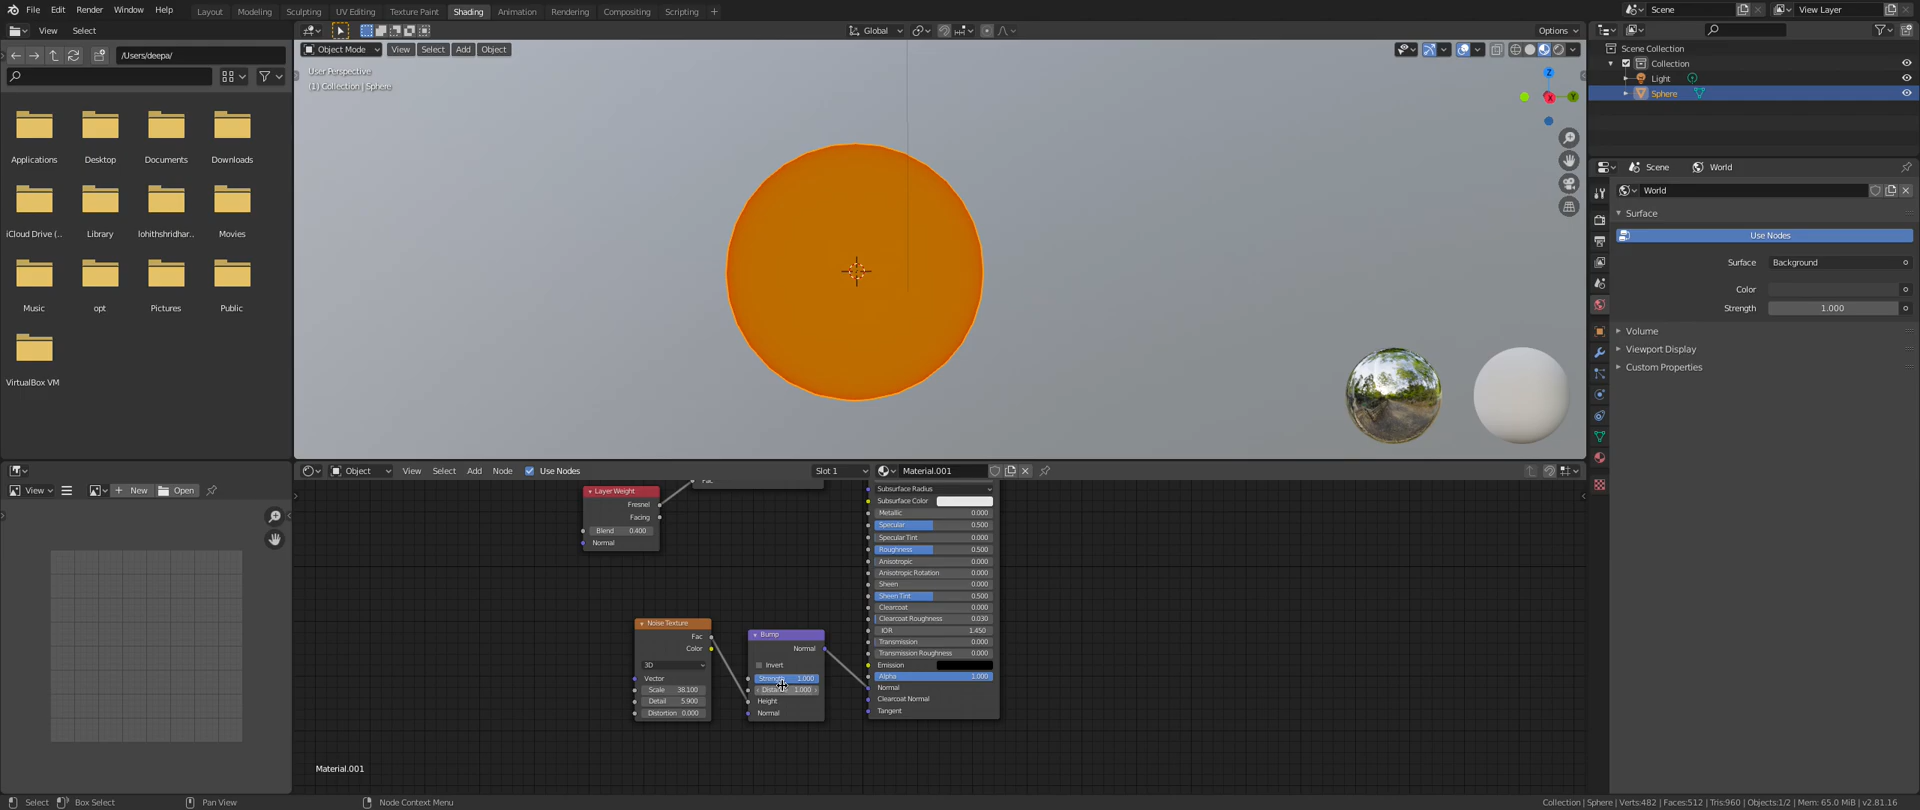 File Edit Render Window Help
Layout Modeling Sculpting UV Editing Texture Paint Shading Animation Rendering Compositing Scripting +
Scene
View Layer
View Select
/Users/deepa/
Applications Desktop Documents Downloads
iCloud Drive (.. Library lohithshridhar... Movies
Music opt Pictures Public
VirtualBox VM
View New Open
Global
Options
Object Mode View Select Add Object
User Perspective
(1) Collection | Sphere
Z
X
Y
Object View Select Add Node Use Nodes Slot 1 Material.001
Layer Weight
Fresnel
Facing
Blend 0.400
Normal
Fac
Noise Texture
Fac
Color
3D
Vector
Scale 38.100
Detail 5.900
Distortion 0.000
Bump
Normal
Invert
Strength 1.000
Distance 1.000
Height
Normal
Subsurface Radius
Subsurface Color
Metallic 0.000
Specular 0.500
Specular Tint 0.000
Roughness 0.500
Anisotropic 0.000
Anisotropic Rotation 0.000
Sheen 0.000
Sheen Tint 0.500
Clearcoat 0.000
Clearcoat Roughness 0.030
IOR 1.450
Transmission 0.000
Transmission Roughness 0.000
Emission
Alpha 1.000
Normal
Clearcoat Normal
Tangent
Material.001
Scene Collection
Collection
Light
Sphere
Scene World
World
Surface
Use Nodes
Surface Background
Color
Strength 1.000
Volume
Viewport Display
Custom Properties
Select Box Select Pan View Node Context Menu
Collection | Sphere | Verts:482 | Faces:512 | Tris:960 | Objects:1/2 | Mem: 65.0 MiB | v2.81.16